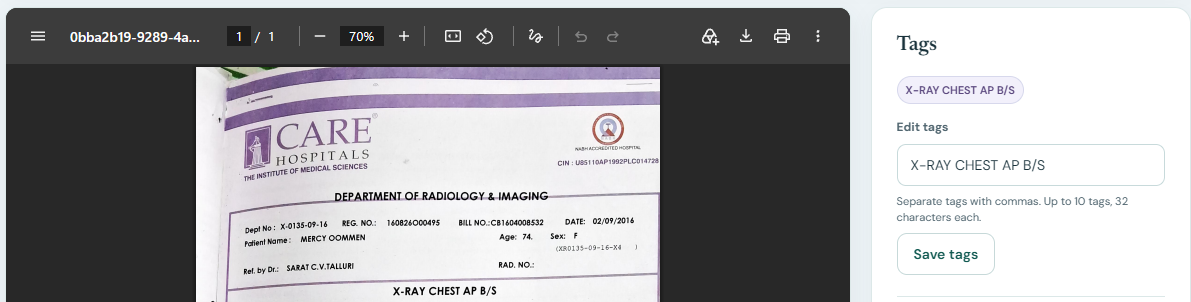 0bba2b19-9289-4a...
1 / 1
70%
CARE
HOSPITALS
THE INSTITUTE OF MEDICAL SCIENCES
NABH ACCREDITED HOSPITAL
CIN : U85110AP1992PLC014728
DEPARTMENT OF RADIOLOGY & IMAGING
Dept No : X-0135-09-16 REG. NO.: 160826O00495 BILL NO.:CB1604008532 DATE: 02/09/2016
Patient Name : MERCY OOMMEN Age: 74, Sex: F
(XR0135-09-16-X4 )
Ref. by Dr.: SARAT C.V.TALLURI RAD. NO.:
X-RAY CHEST AP B/S
Tags
X-RAY CHEST AP B/S
Edit tags
X-RAY CHEST AP B/S
Separate tags with commas. Up to 10 tags, 32
characters each.
Save tags